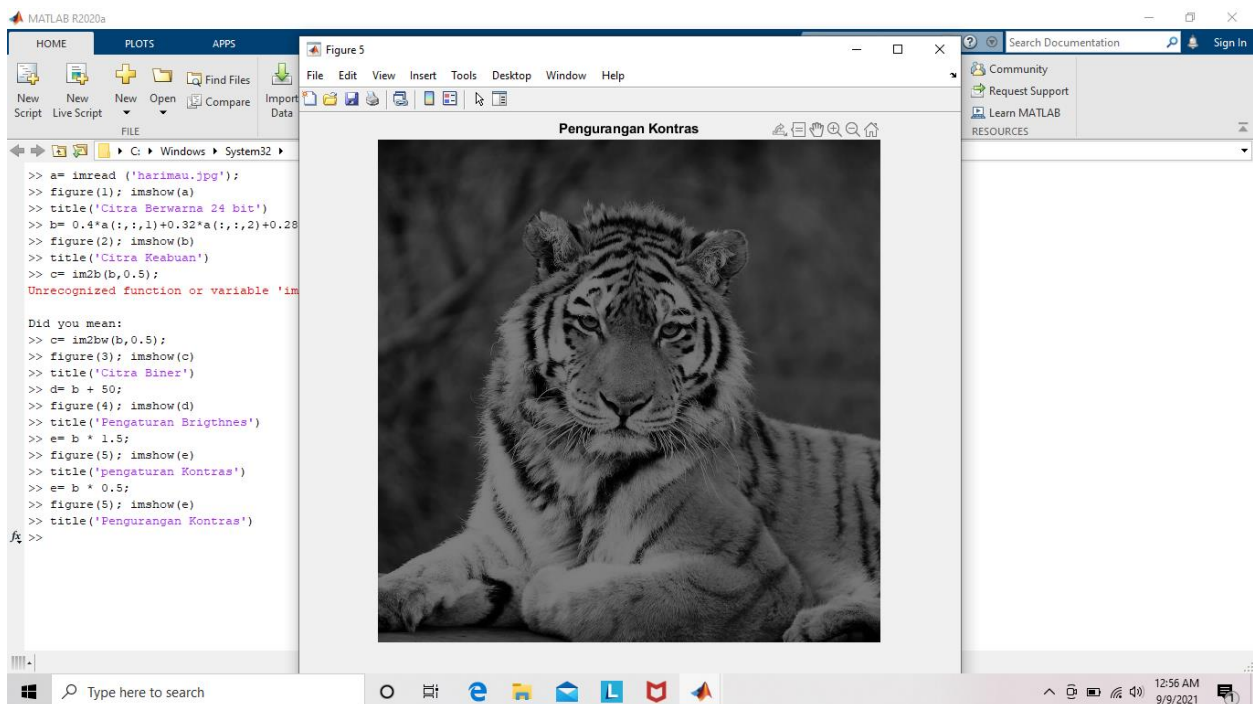 MATLAB R2020a
HOME PLOTS APPS
Search Documentation
Sign In
New Script
New Live Script
New
Open
Find Files
Compare
Import Data
FILE
Community
Request Support
Learn MATLAB
RESOURCES
C: Windows System32
>> a= imread ('harimau.jpg');
>> figure(1); imshow(a)
>> title('Citra Berwarna 24 bit')
>> b= 0.4*a(:,:,1)+0.32*a(:,:,2)+0.28
>> figure(2); imshow(b)
>> title('Citra Keabuan')
>> c= im2b(b,0.5);
Unrecognized function or variable 'im
Did you mean:
>> c= im2bw(b,0.5);
>> figure(3); imshow(c)
>> title('Citra Biner')
>> d= b + 50;
>> figure(4); imshow(d)
>> title('Pengaturan Brigthnes')
>> e= b * 1.5;
>> figure(5); imshow(e)
>> title('pengaturan Kontras')
>> e= b * 0.5;
>> figure(5); imshow(e)
>> title('Pengurangan Kontras')
fx >>
Figure 5
File Edit View Insert Tools Desktop Window Help
Pengurangan Kontras
Type here to search
L
12:56 AM
9/9/2021
1